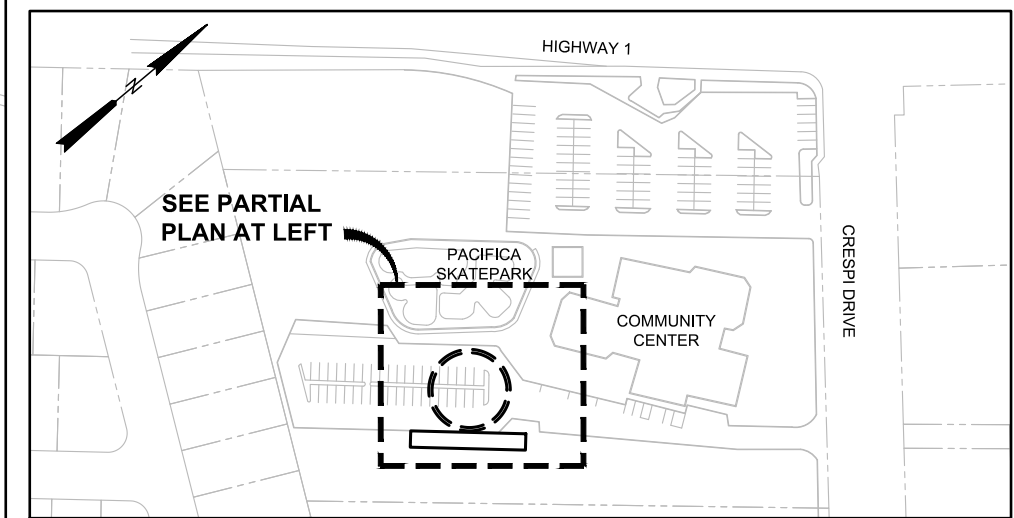 HIGHWAY 1
N
SEE PARTIAL
PLAN AT LEFT
PACIFICA
SKATEPARK
COMMUNITY
CENTER
CRESPI DRIVE